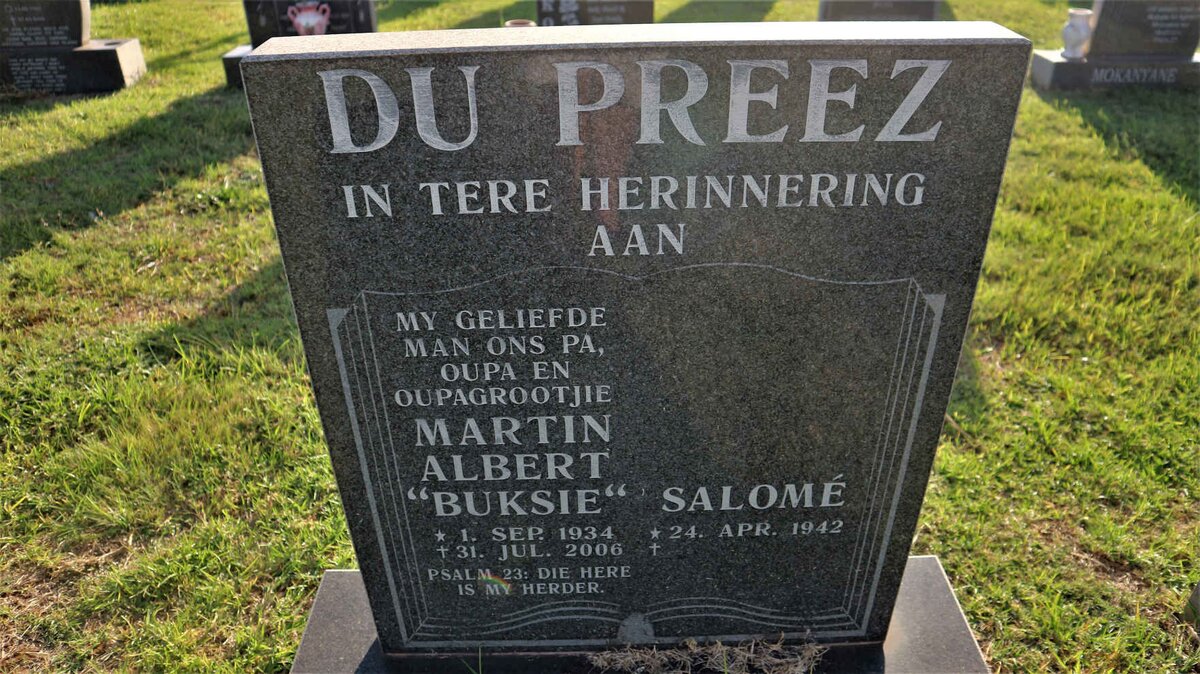 DU PREEZ
IN TERE HERINNERING
AAN
MY GELIEFDE
MAN ONS PA,
OUPA EN
OUPAGROOTJIE
MARTIN
ALBERT
“BUKSIE“
★ 1. SEP. 1934
✝ 31. JUL. 2006
PSALM 23: DIE HERE
IS MY HERDER.
SALOMÉ
★ 24. APR. 1942
✝
MOKANYANE